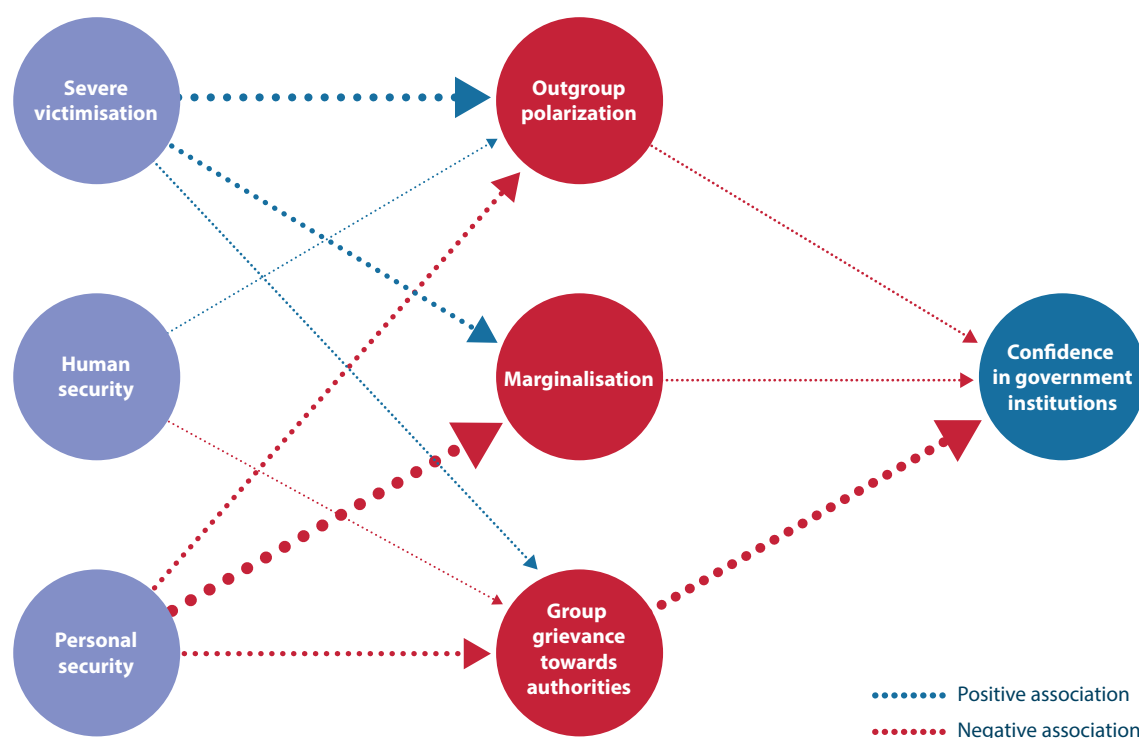 Severe
victimisation
Outgroup
polarization
Human
security
Marginalisation
Confidence
in government
institutions
Personal
security
Group
grievance
towards
authorities
Positive association
Negative association